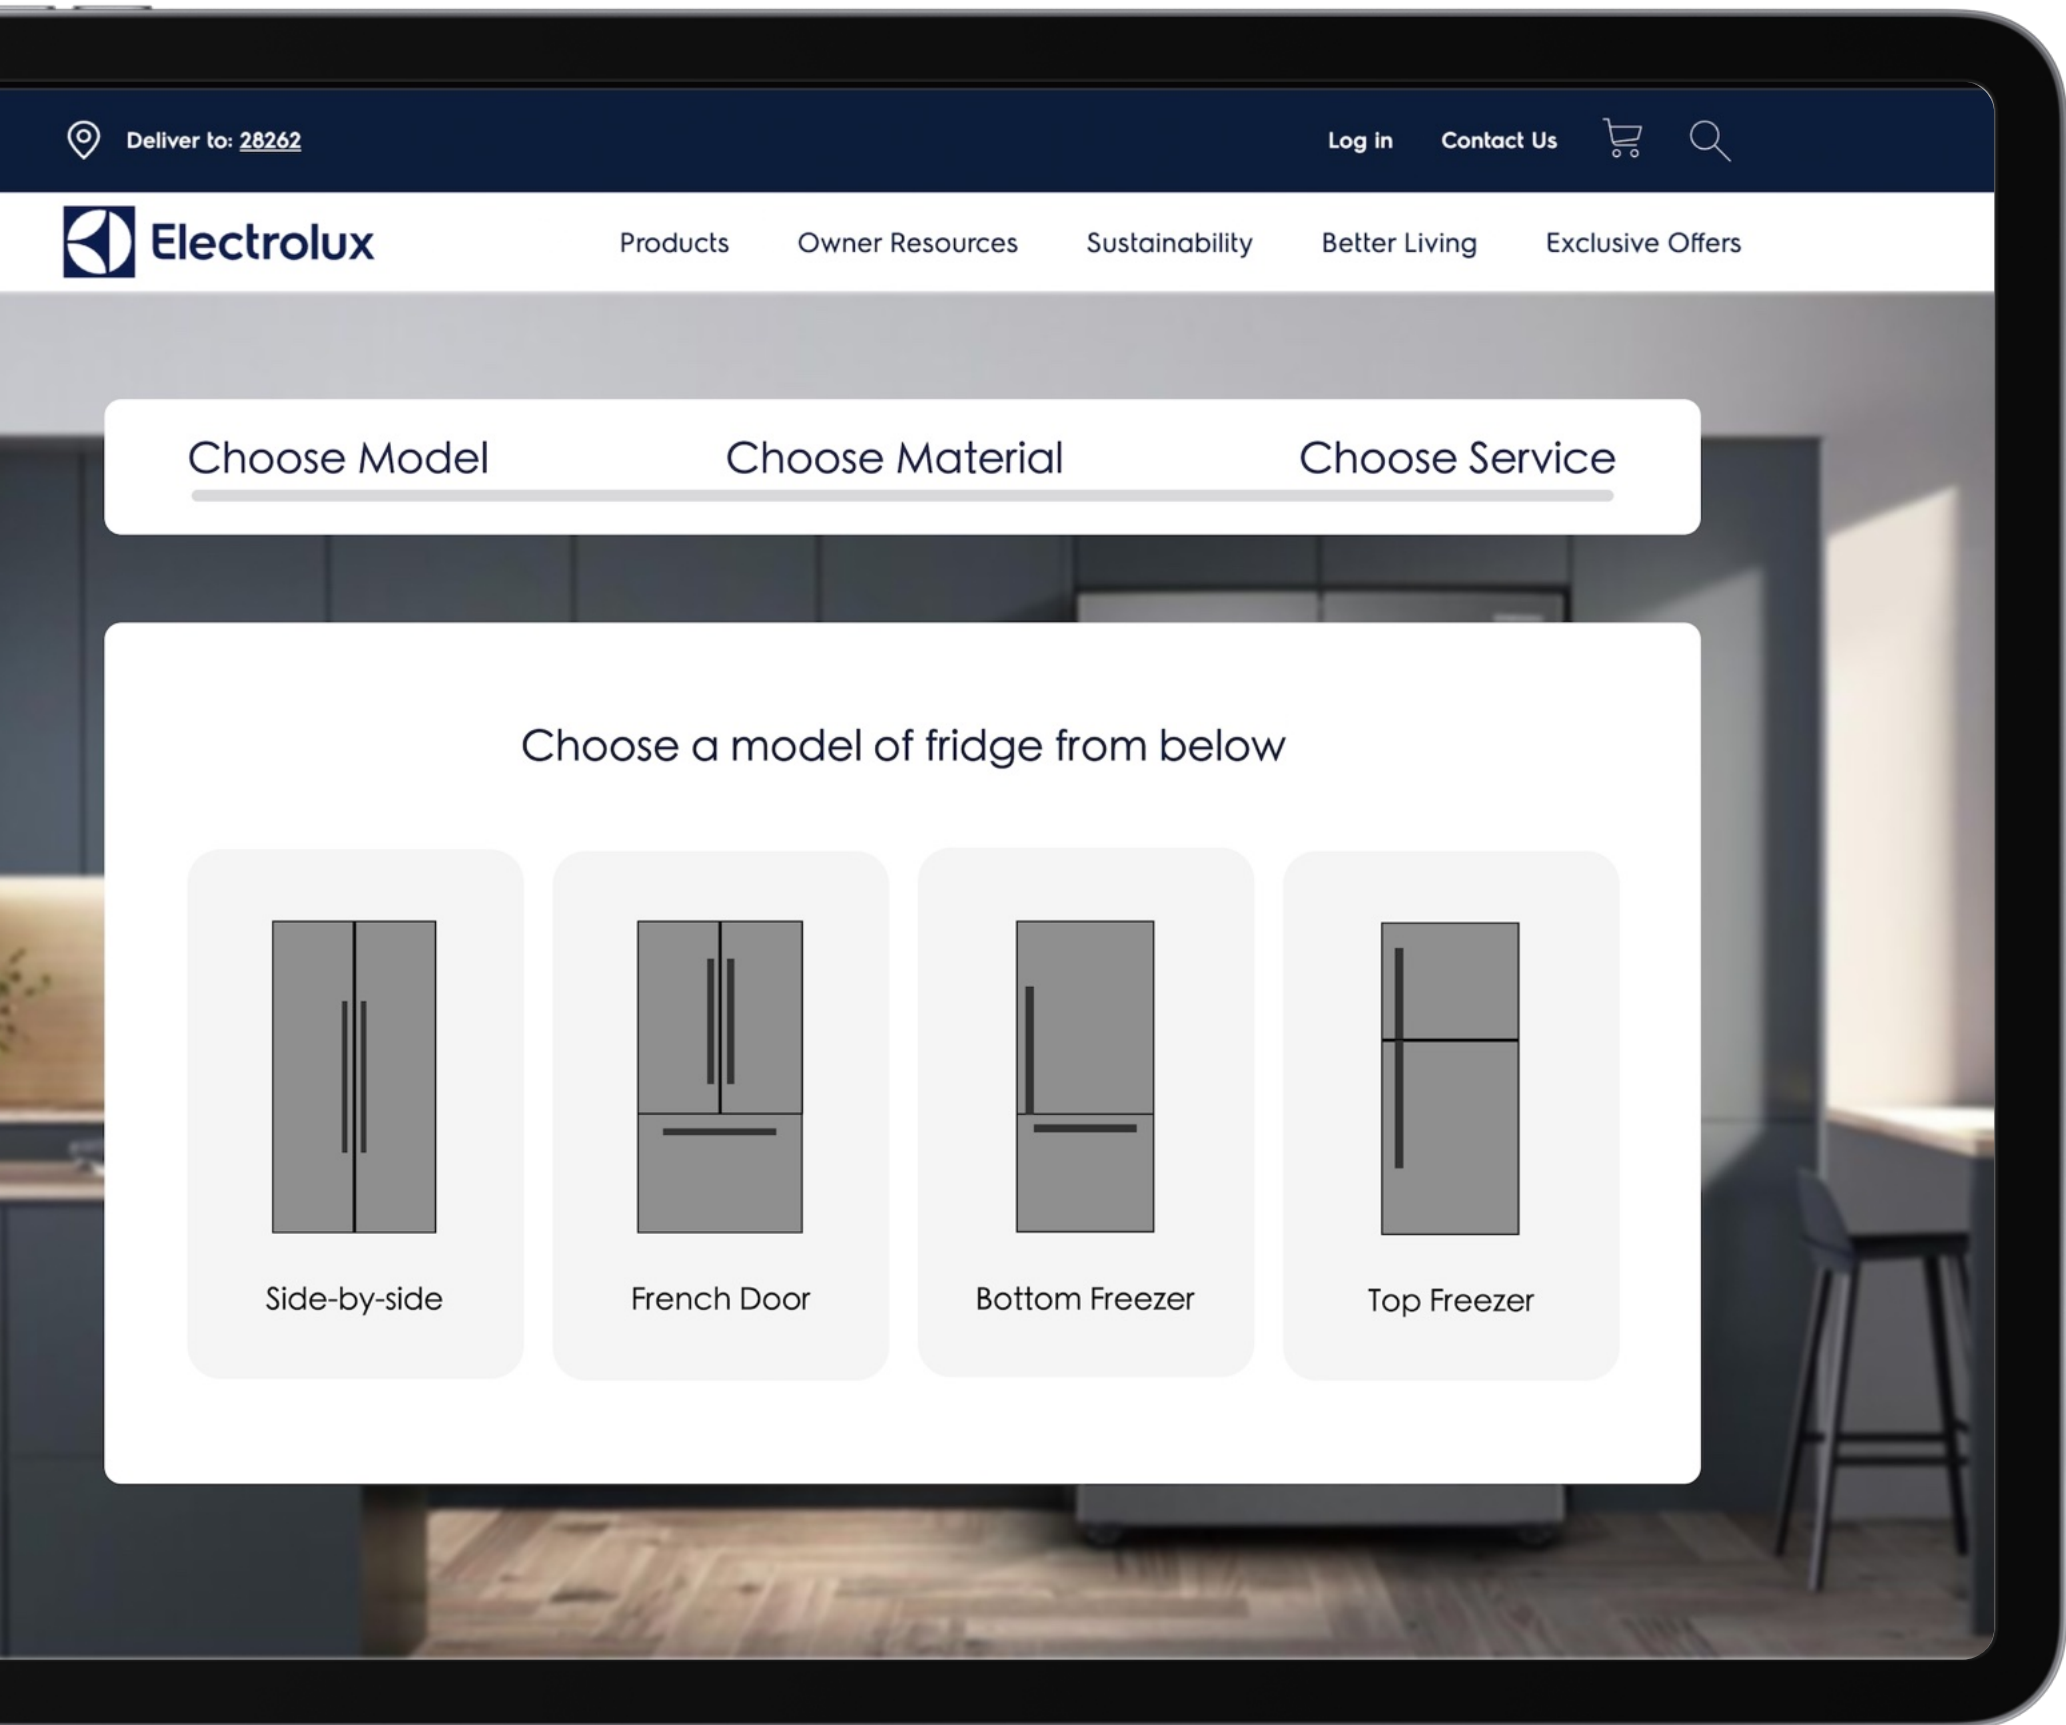 Deliver to: 28262
Log in
Contact Us
Electrolux
Products
Owner Resources
Sustainability
Better Living
Exclusive Offers
Choose Model
Choose Material
Choose Service
Choose a model of fridge from below
Side-by-side
French Door
Bottom Freezer
Top Freezer